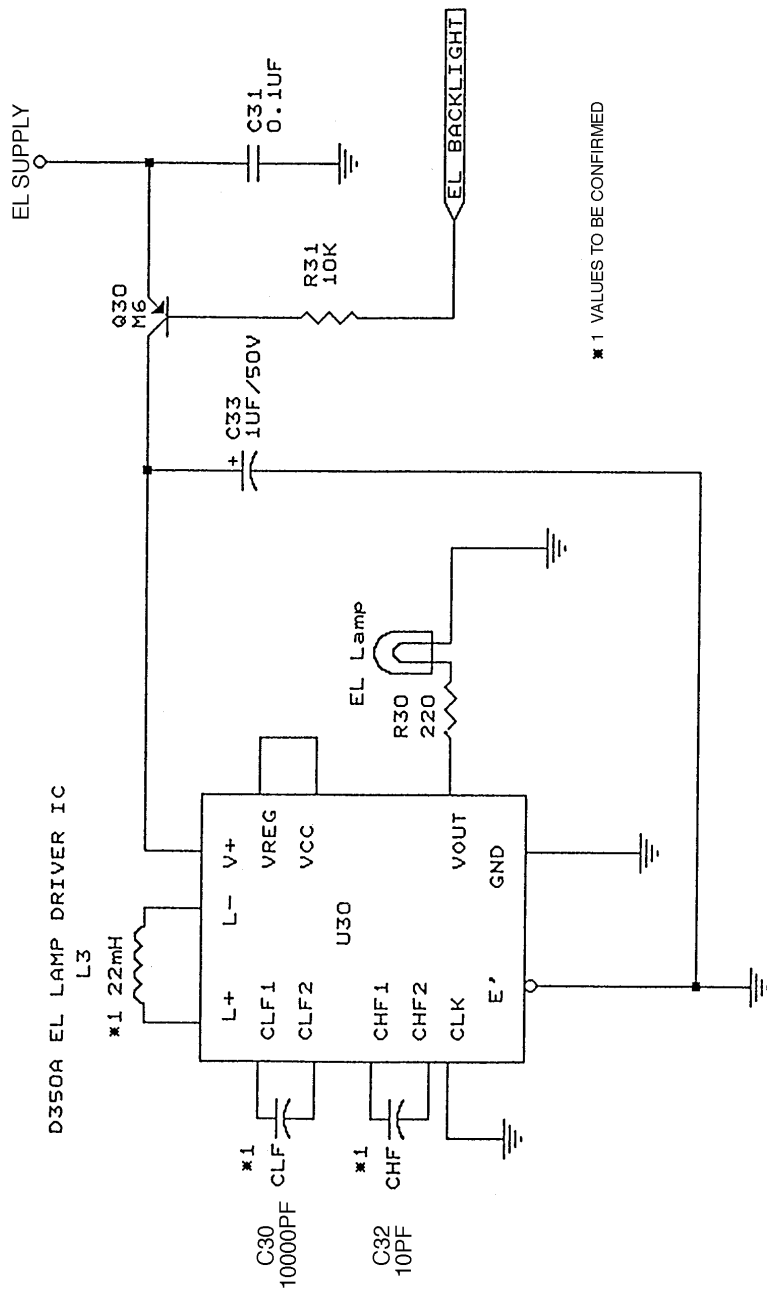 D350A EL LAMP DRIVER IC
L3
*1 22mH
L+
L-
V+
CLF1
CLF2
VREG
VCC
U30
CHF1
CHF2
CLK
E'
VOUT
GND
*1
CLF
C30
10000PF
*1
CHF
C32
10PF
R30
220
EL Lamp
C33
1UF/50V
+
Q30
M6
R31
10K
EL SUPPLY
C31
0.1UF
EL BACKLIGHT
*1 VALUES TO BE CONFIRMED